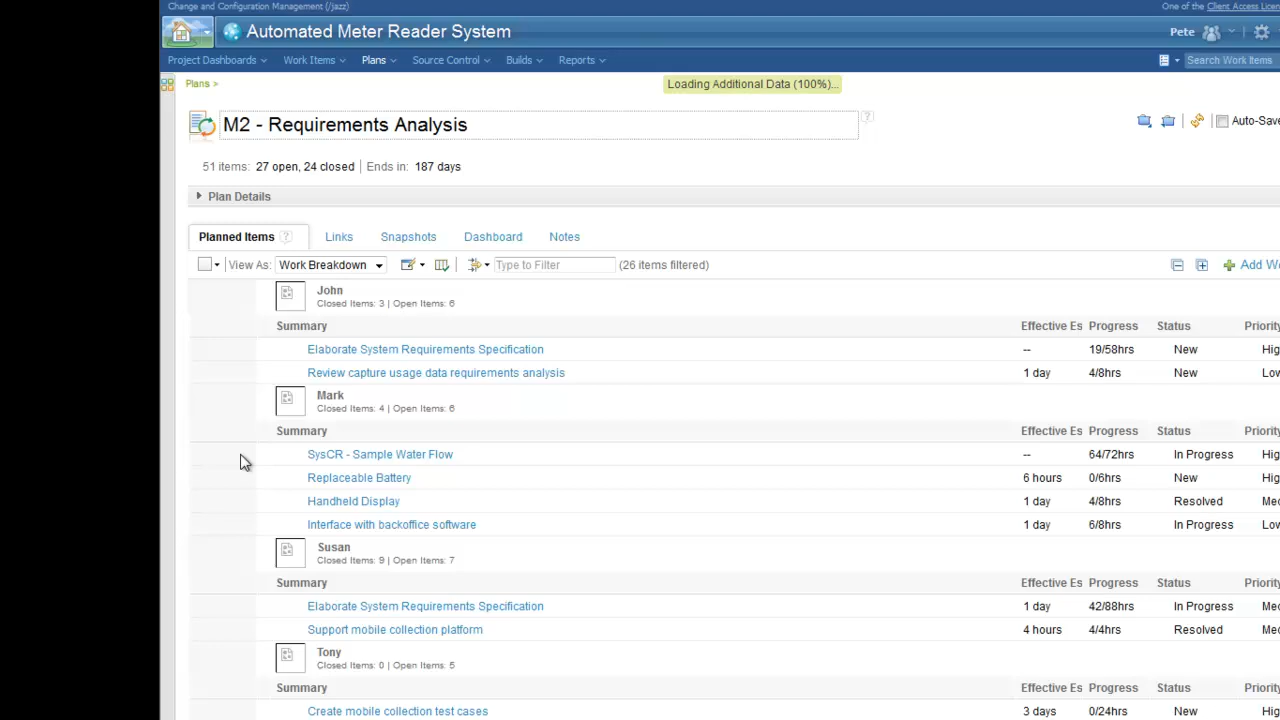 Change and Configuration Management (/jazz)
One of the Client Access Licen
Automated Meter Reader System
Pete
Project Dashboards
Work Items
Plans
Source Control
Builds
Reports
Search Work Items
Plans >
Loading Additional Data (100%)...
M2 - Requirements Analysis
?
Auto-Save
51 items: 27 open, 24 closed | Ends in: 187 days
Plan Details
Planned Items ?
Links
Snapshots
Dashboard
Notes
View As: Work Breakdown
Type to Filter
(26 items filtered)
Add Wo
John
Closed Items: 3 | Open Items: 6
Summary Effective Es Progress Status Priority
Elaborate System Requirements Specification -- 19/58hrs New Hig
Review capture usage data requirements analysis 1 day 4/8hrs New Low
Mark
Closed Items: 4 | Open Items: 6
Summary Effective Es Progress Status Priority
SysCR - Sample Water Flow -- 64/72hrs In Progress Hig
Replaceable Battery 6 hours 0/6hrs New Hig
Handheld Display 1 day 4/8hrs Resolved Med
Interface with backoffice software 1 day 6/8hrs In Progress Low
Susan
Closed Items: 9 | Open Items: 7
Summary Effective Es Progress Status Priority
Elaborate System Requirements Specification 1 day 42/88hrs In Progress Med
Support mobile collection platform 4 hours 4/4hrs Resolved Med
Tony
Closed Items: 0 | Open Items: 5
Summary Effective Es Progress Status Priority
Create mobile collection test cases 3 days 0/24hrs New Hig